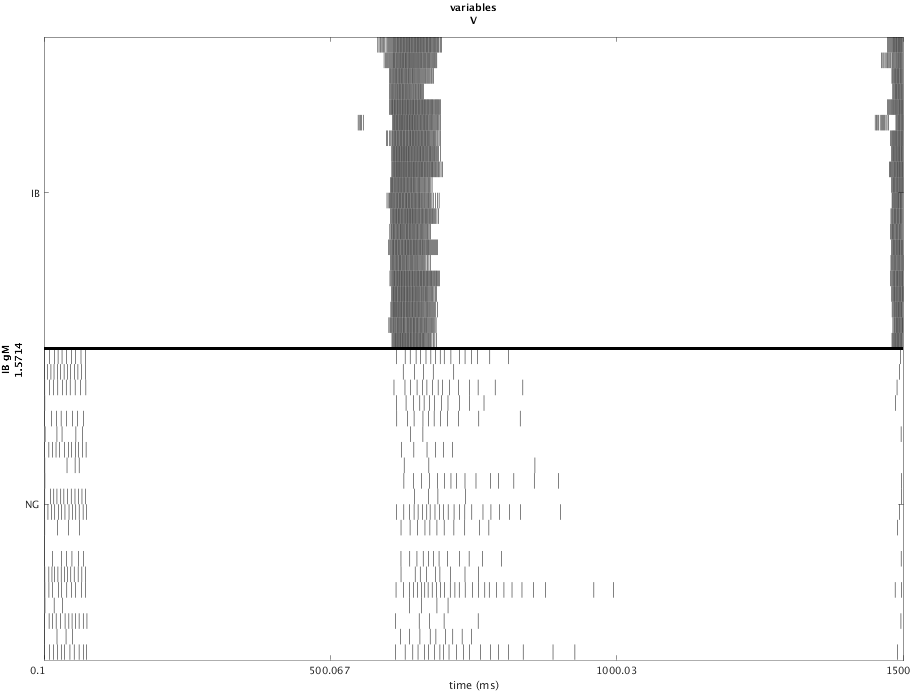 variables
V
IB
IB gM
1.5714
NG
0.1
500.067
1000.03
1500
time (ms)